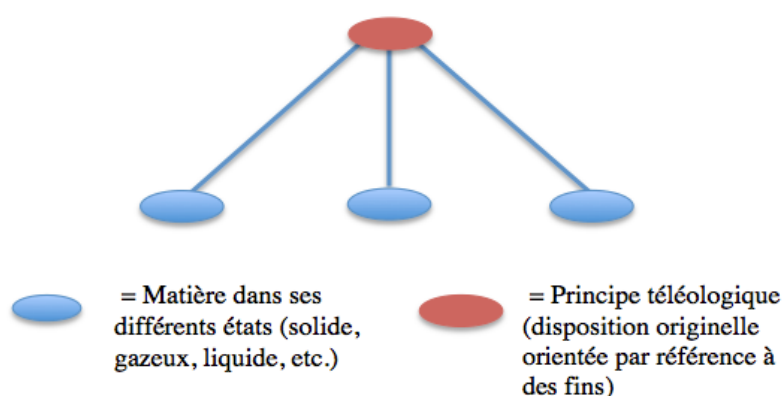 = Matière dans ses
différents états (solide,
gazeux, liquide, etc.)
= Principe téléologique
(disposition originelle
orientée par référence à
des fins)